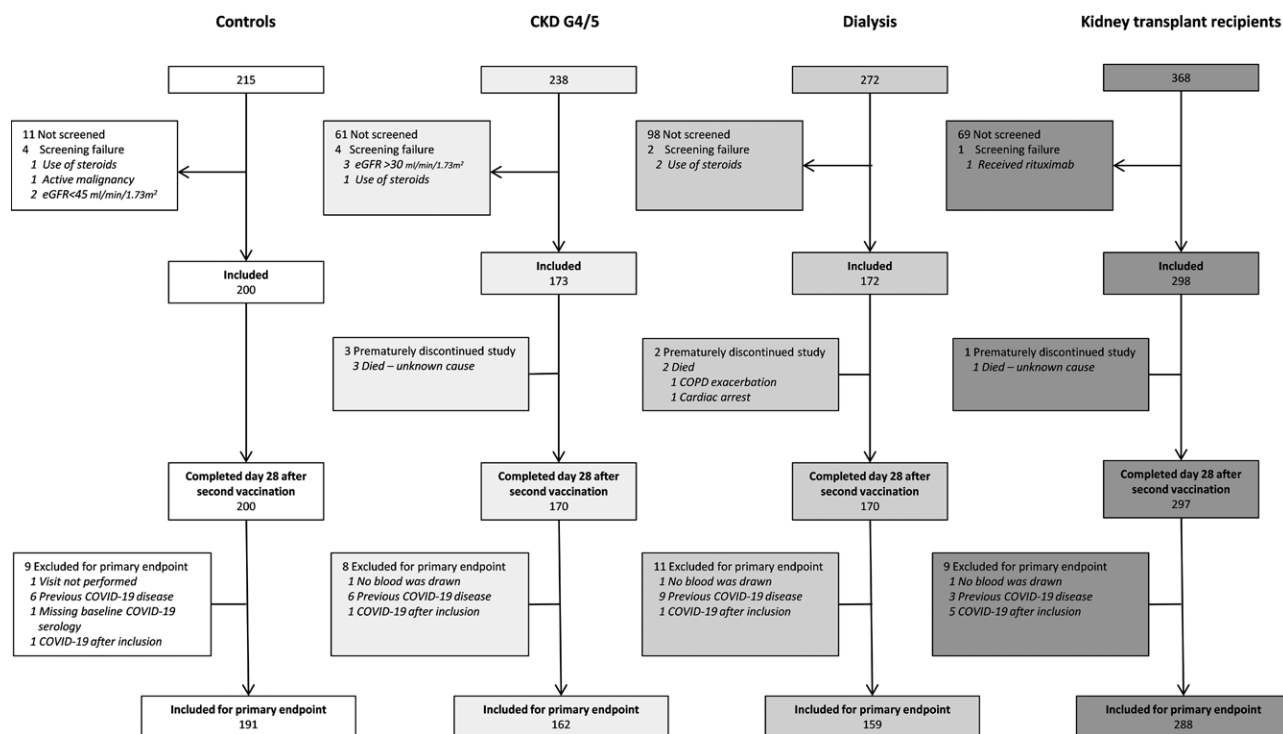 Controls
CKD G4/5
Dialysis
Kidney transplant recipients
215
238
272
368
11 Not screened
4 Screening failure
1 Use of steroids
1 Active malignancy
2 eGFR<45 ml/min/1.73m²
61 Not screened
4 Screening failure
3 eGFR >30 ml/min/1.73m²
1 Use of steroids
98 Not screened
2 Screening failure
2 Use of steroids
69 Not screened
1 Screening failure
1 Received rituximab
Included
200
Included
173
Included
172
Included
298
3 Prematurely discontinued study
3 Died – unknown cause
2 Prematurely discontinued study
2 Died
1 COPD exacerbation
1 Cardiac arrest
1 Prematurely discontinued study
1 Died – unknown cause
Completed day 28 after
second vaccination
200
Completed day 28 after
second vaccination
170
Completed day 28 after
second vaccination
170
Completed day 28 after
second vaccination
297
9 Excluded for primary endpoint
1 Visit not performed
6 Previous COVID-19 disease
1 Missing baseline COVID-19
serology
1 COVID-19 after inclusion
8 Excluded for primary endpoint
1 No blood was drawn
6 Previous COVID-19 disease
1 COVID-19 after inclusion
11 Excluded for primary endpoint
1 No blood was drawn
9 Previous COVID-19 disease
1 COVID-19 after inclusion
9 Excluded for primary endpoint
1 No blood was drawn
3 Previous COVID-19 disease
5 COVID-19 after inclusion
Included for primary endpoint
191
Included for primary endpoint
162
Included for primary endpoint
159
Included for primary endpoint
288